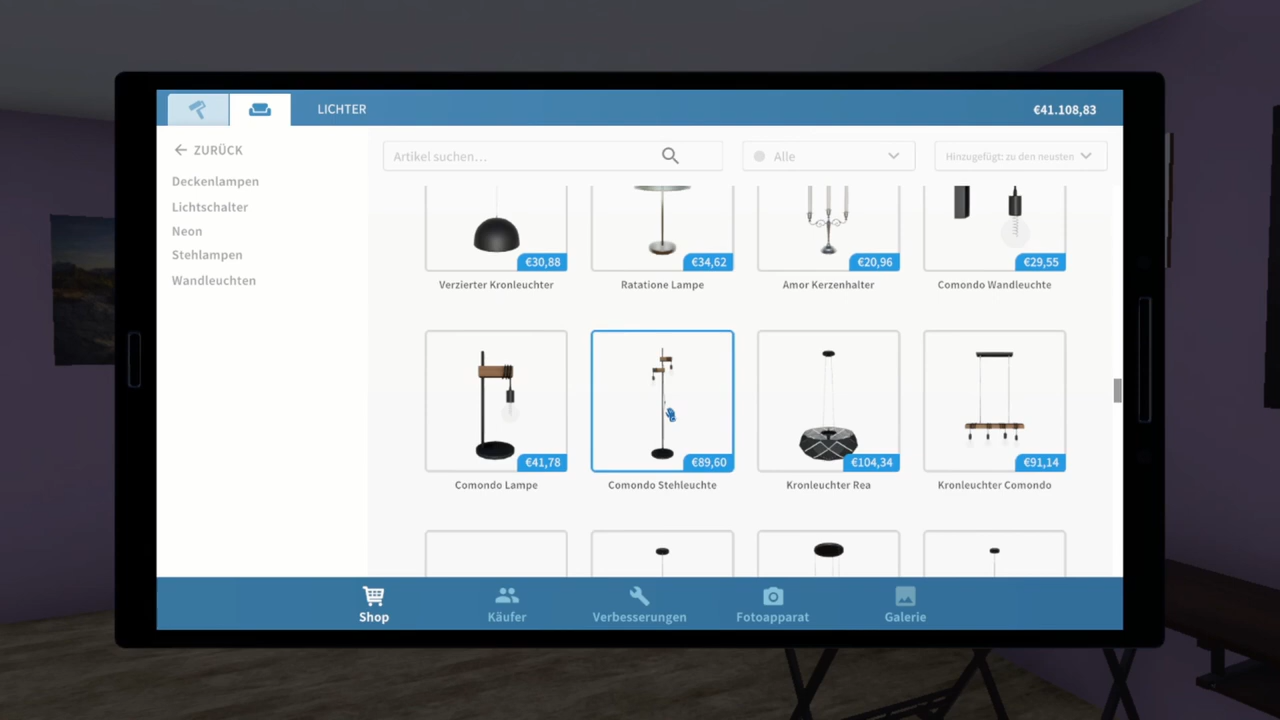 LICHTER
€41.108,83
ZURÜCK
Deckenlampen
Lichtschalter
Neon
Stehlampen
Wandleuchten
Artikel suchen...
Alle
Hinzugefügt: zu den neusten
€30,88
€34,62
€20,96
€29,55
Verzierter Kronleuchter
Ratatione Lampe
Amor Kerzenhalter
Comondo Wandleuchte
€41,78
€89,60
€104,34
€91,14
Comondo Lampe
Comondo Stehleuchte
Kronleuchter Rea
Kronleuchter Comondo
Shop
Käufer
Verbesserungen
Fotoapparat
Galerie